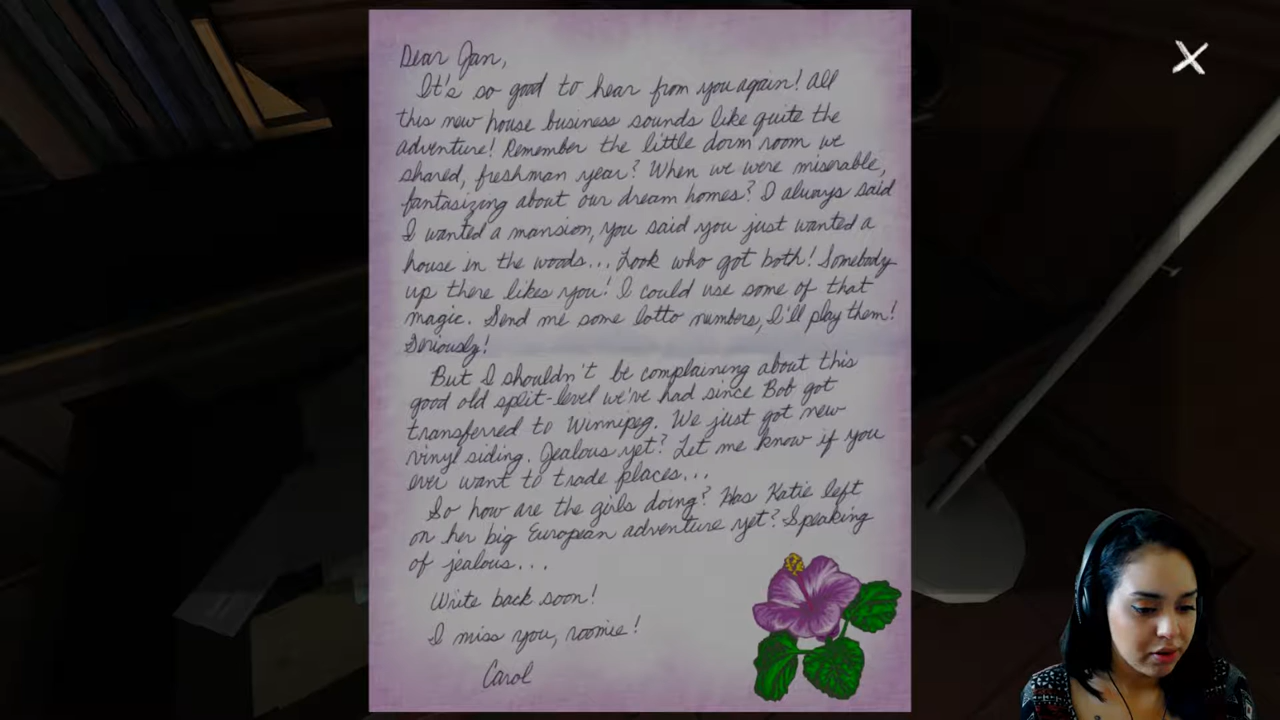 Dear Jan,
It's so good to hear from you again! All
this new house business sounds like quite the
adventure! Remember the little dorm room we
shared, freshman year? When we were miserable,
fantasizing about our dream homes? I always said
I wanted a mansion, you said you just wanted a
house in the woods... Look who got both! Somebody
up there likes you! I could use some of that
magic. Send me some lotto numbers, I'll play them!
Seriously!
But I shouldn't be complaining about this
good old split-level we've had since Bob got
transferred to Winnipeg. We just got new
vinyl siding. Jealous yet? Let me know if you
ever want to trade places...
So how are the girls doing? Has Katie left
on her big European adventure yet? Speaking
of jealous...
Write back soon!
I miss you, roomie!
Carol